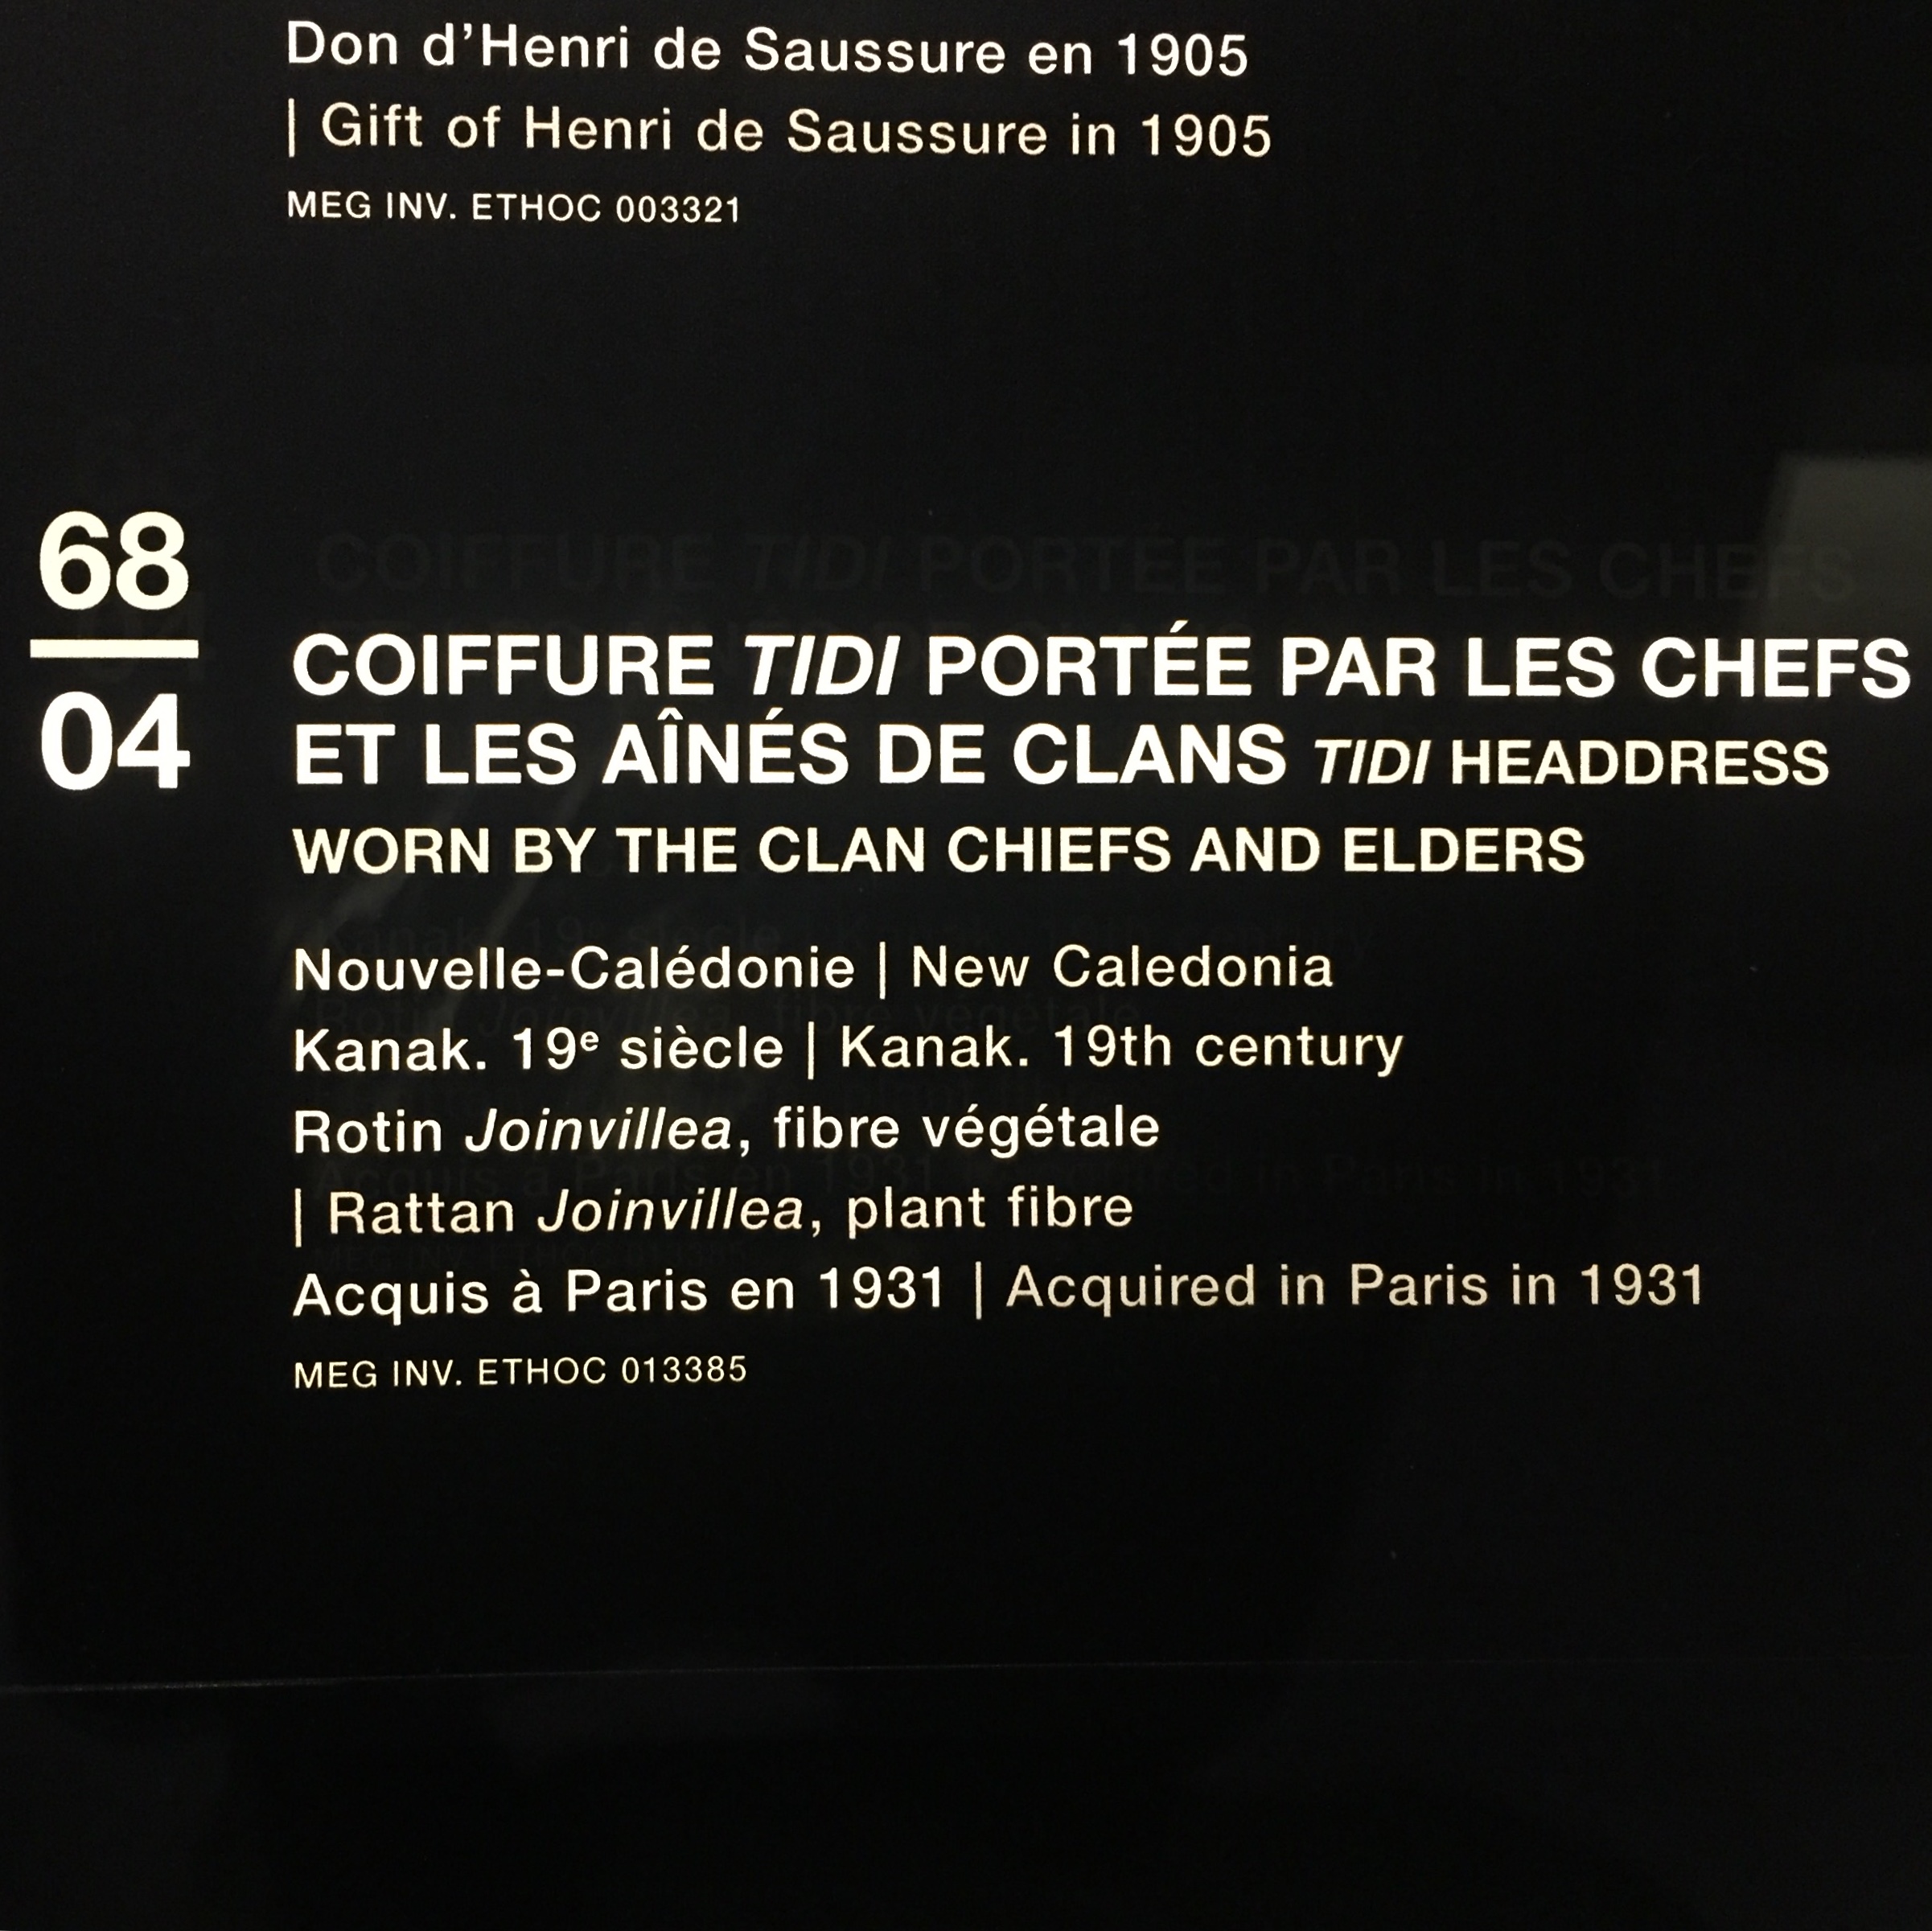 Don d'Henri de Saussure en 1905
| Gift of Henri de Saussure in 1905
MEG INV. ETHOC 003321
68
04
COIFFURE TIDI PORTÉE PAR LES CHEFS
ET LES AÎNÉS DE CLANS TIDI HEADDRESS
WORN BY THE CLAN CHIEFS AND ELDERS
Nouvelle-Calédonie | New Caledonia
Kanak. 19e siècle | Kanak. 19th century
Rotin Joinvillea, fibre végétale
| Rattan Joinvillea, plant fibre
Acquis à Paris en 1931 | Acquired in Paris in 1931
MEG INV. ETHOC 013385